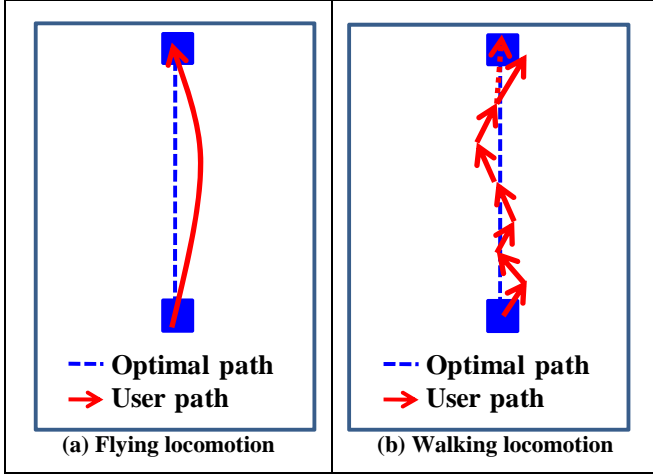 Optimal path
User path
(a) Flying locomotion
Optimal path
User path
(b) Walking locomotion